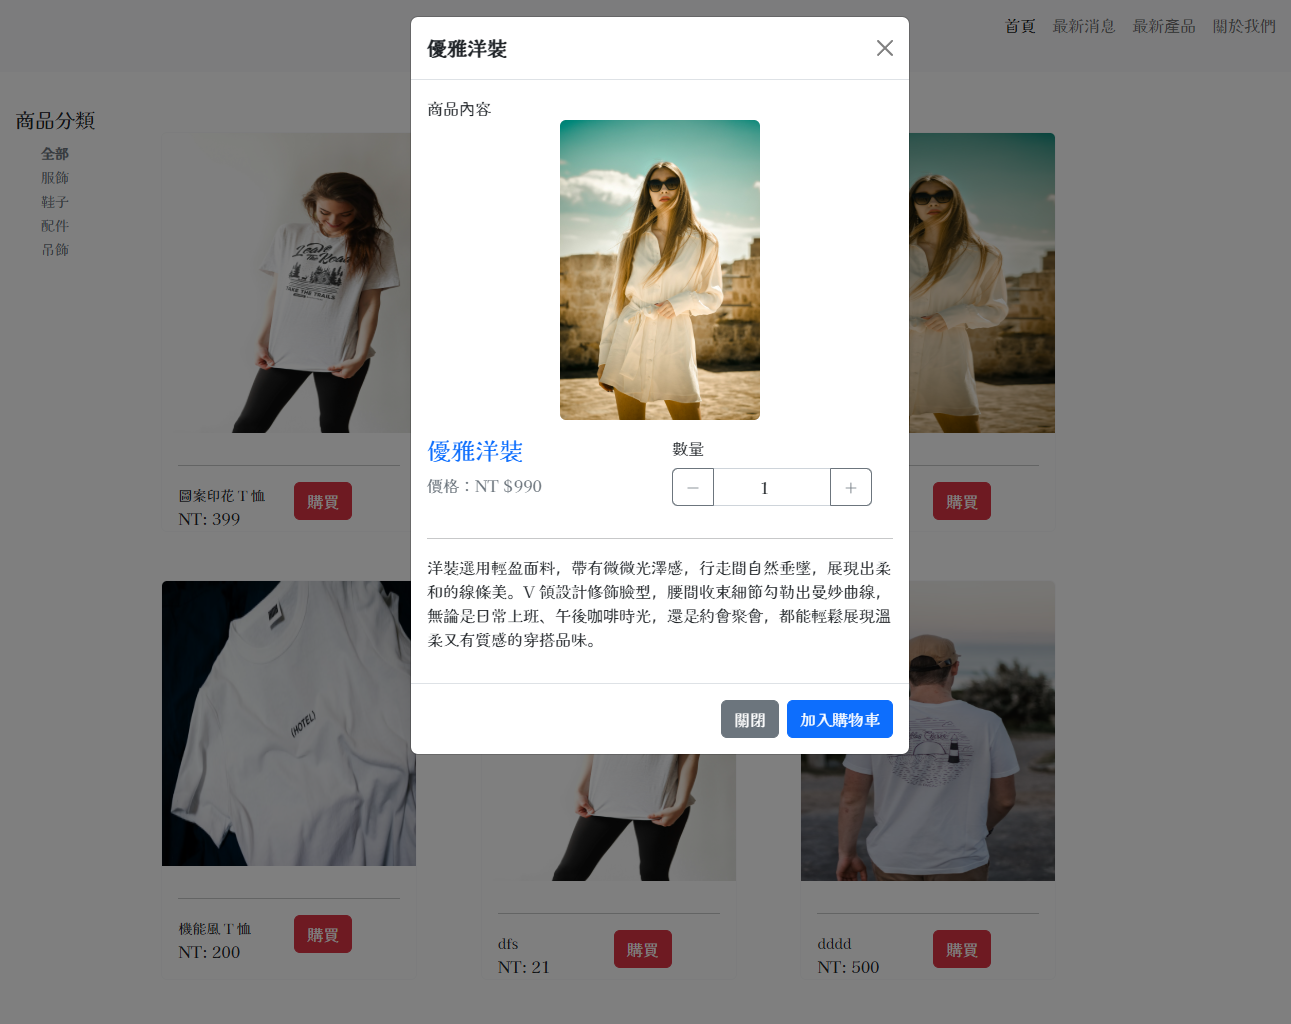 首頁 最新消息 最新產品 關於我們
商品分類
全部
服飾
鞋子
配件
吊飾
優雅洋裝
商品內容
優雅洋裝
價格：NT $990
數量
1
洋裝選用輕盈面料，帶有微微光澤感，行走間自然垂墜，展現出柔
和的線條美。V 領設計修飾臉型，腰間收束細節勾勒出曼妙曲線，
無論是日常上班、午後咖啡時光，還是約會聚會，都能輕鬆展現溫
柔又有質感的穿搭品味。
關閉 加入購物車
Leave
The Road
TAKE THE TRAILS
圖案印花 T 恤
NT: 399
購買
購買
(HOTEL)
機能風 T 恤
NT: 200
購買
dfs
NT: 21
購買
dddd
NT: 500
購買